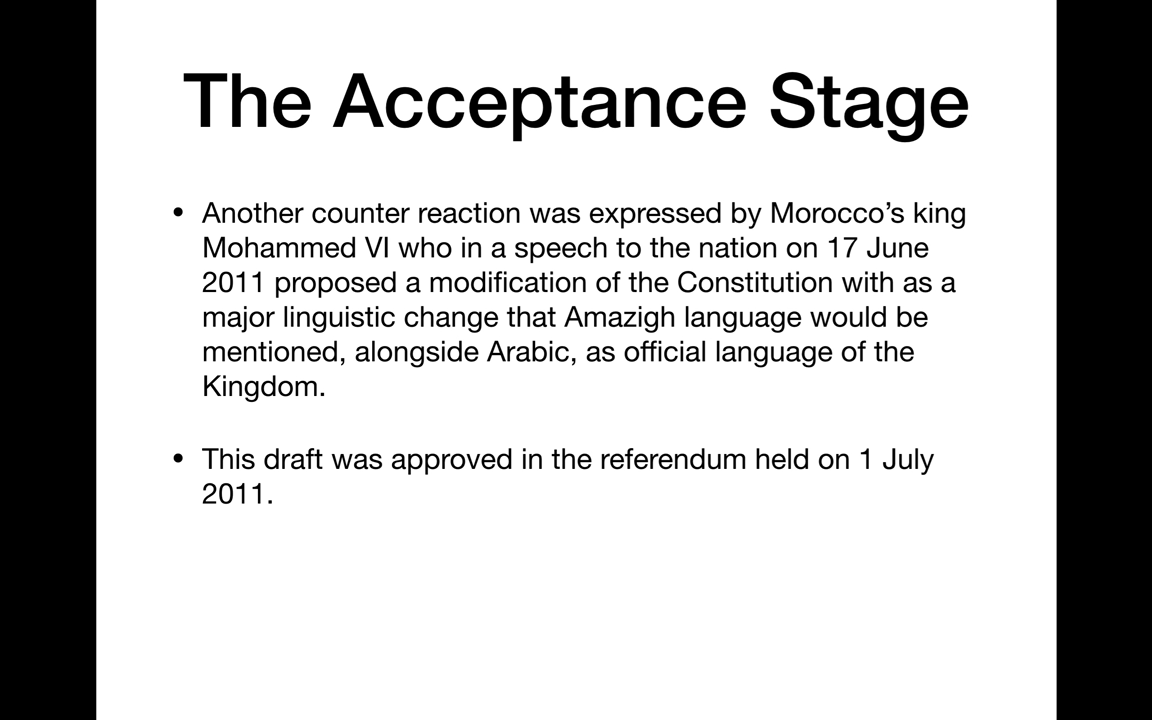 The Acceptance Stage
• Another counter reaction was expressed by Morocco’s king
Mohammed VI who in a speech to the nation on 17 June
2011 proposed a modification of the Constitution with as a
major linguistic change that Amazigh language would be
mentioned, alongside Arabic, as official language of the
Kingdom.
• This draft was approved in the referendum held on 1 July
2011.